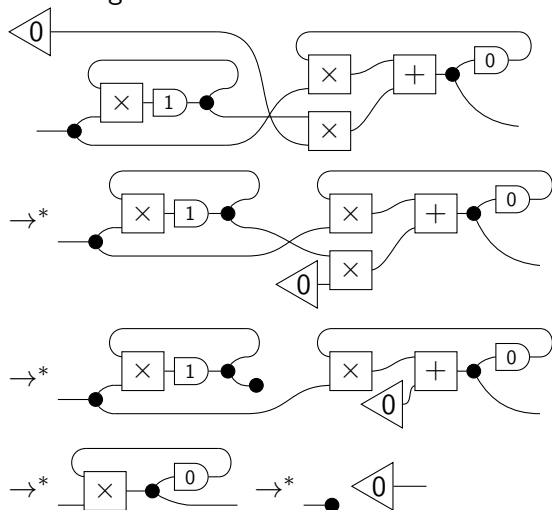 0
× 1 × × + 0
→* × 1 × × 0 + 0
→* × 1 × 0 + 0
→* × 0 →* 0